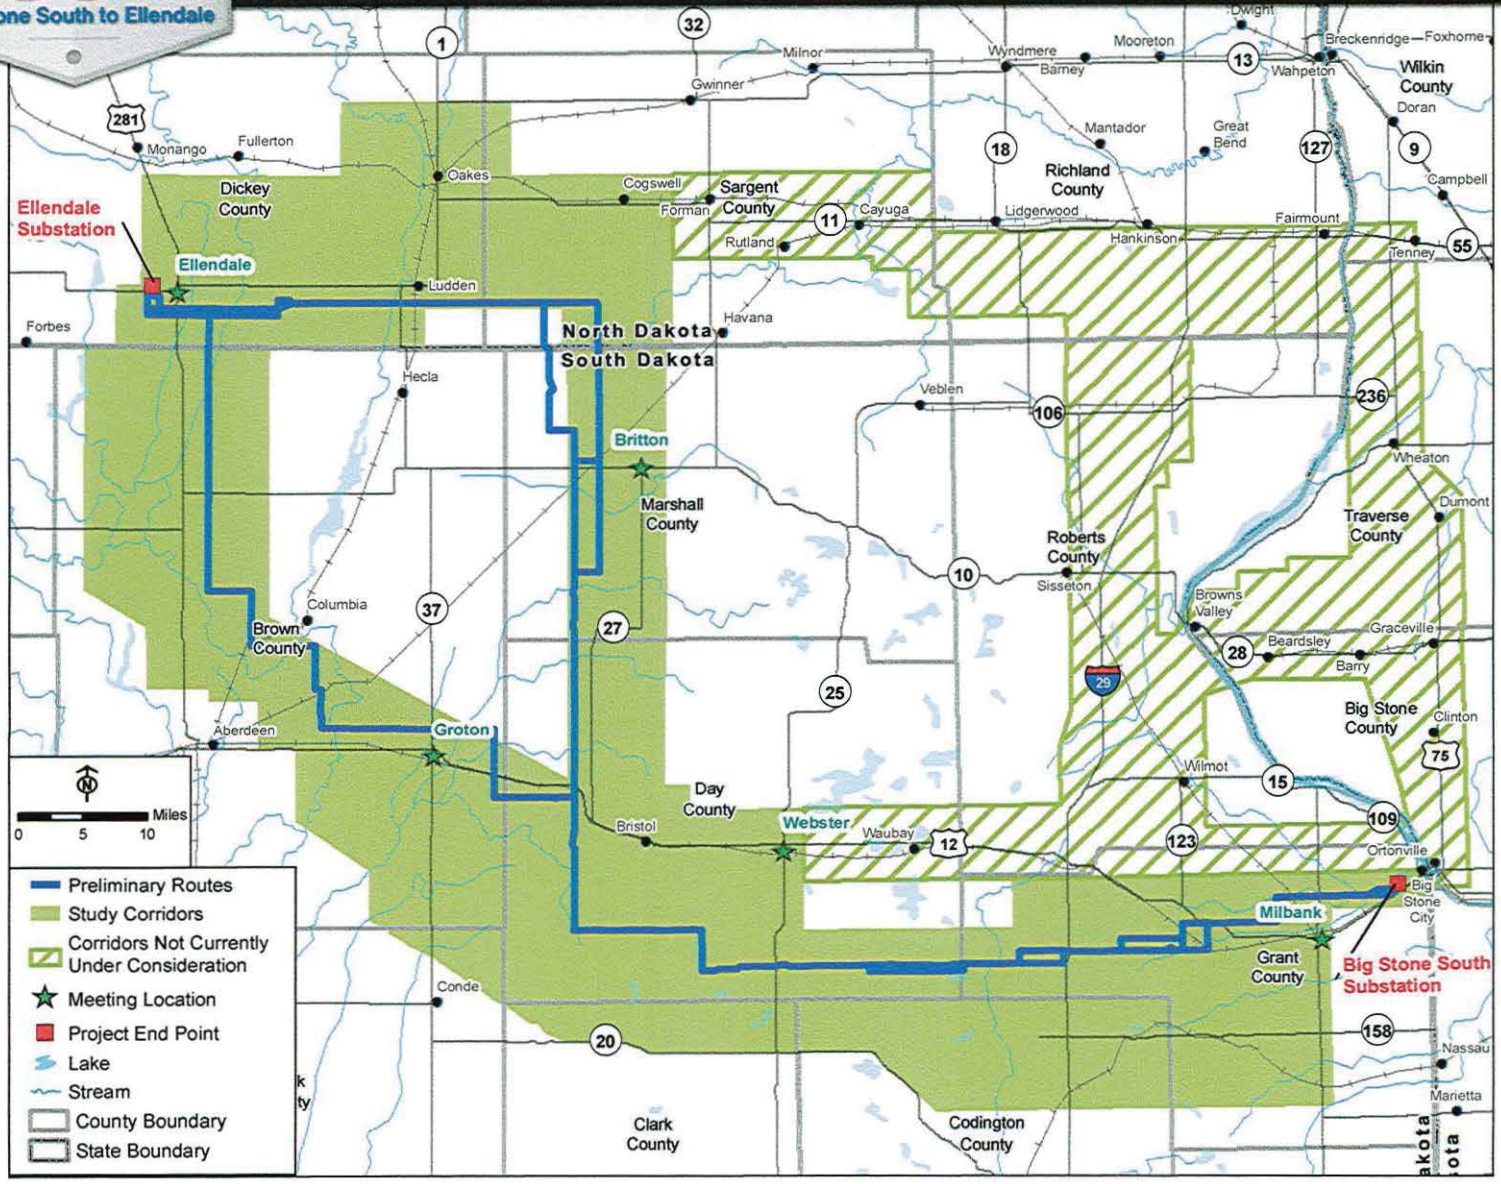 one South to Ellendale
32
1
Dwight
Milnor
Wyndmere
Mooreton
13
Breckenridge
Foxhome
Barney
Wahpeton
Wilkin
County
Gwinner
Doran
281
Monango
Fullerton
Mantador
Great
Bend
18
127
9
Oakes
Cogswell
Sargent
County
Richland
County
Campbell
Dickey
County
Forman
Ellendale
Substation
11
Cayuga
Lidgerwood
Fairmount
Rutland
Hankinson
Tenney
55
Ellendale
Ludden
Forbes
North Dakota
South Dakota
Havana
Hecla
Veblen
106
236
Britton
Wheaton
Marshall
County
Dumont
Traverse
County
Roberts
County
10
Sisseton
Columbia
37
27
Browns
Valley
Brown
County
28
Beardsley
Graceville
Barry
25
29
Big Stone
County
Clinton
Aberdeen
Groton
75
N
Wilmot
15
Miles
0 5 10
Day
County
Webster
Waubay
12
123
109
Bristol
Ortonville
Preliminary Routes
Study Corridors
Corridors Not Currently
Under Consideration
Meeting Location
Project End Point
Lake
Stream
County Boundary
State Boundary
Big
Stone
City
Milbank
Grant
County
Big Stone South
Substation
Conde
20
158
Nassau
k
ty
Marietta
Clark
County
Codington
County
akota
sota